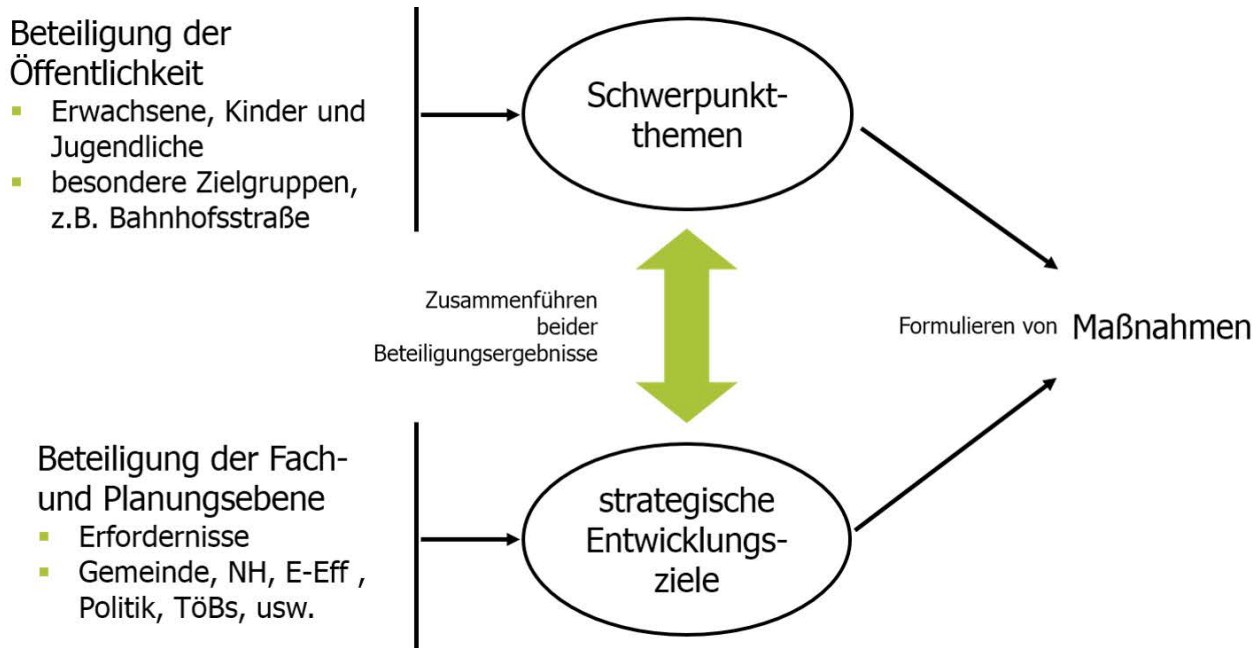 Beteiligung der
Öffentlichkeit
▪ Erwachsene, Kinder und
Jugendliche
▪ besondere Zielgruppen,
z.B. Bahnhofsstraße
Schwerpunkt-
themen
Zusammenführen
beider
Beteiligungsergebnisse
Formulieren von Maßnahmen
Beteiligung der Fach-
und Planungsebene
▪ Erfordernisse
▪ Gemeinde, NH, E-Eff ,
Politik, TöBs, usw.
strategische
Entwicklungs-
ziele